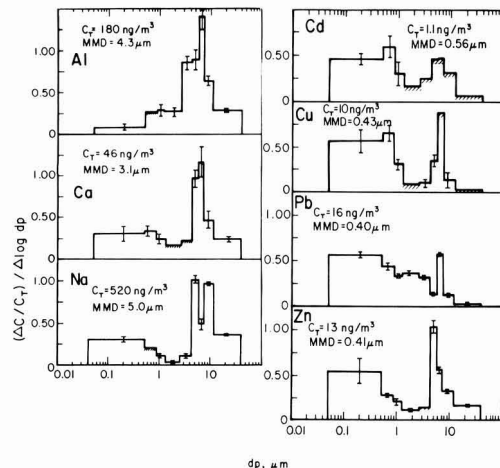 Al
C_T = 180 ng/m³
MMD = 4.3 μm
1.00
0.50
0
C_T = 46 ng/m³
MMD = 3.1 μm
Ca
1.00
0.50
0
Na
C_T = 520 ng/m³
MMD = 5.0 μm
1.00
0.50
0
0.01
0.1
1
10
(ΔC/C_T) / Δlog dp
Cd
C_T = 1.1 ng/m³
MMD = 0.56 μm
0.50
0.00
Cu
C_T = 10 ng/m³
MMD = 0.43 μm
0.50
0.00
Pb
C_T = 16 ng/m³
MMD = 0.40 μm
0.50
0.00
Zn
C_T = 13 ng/m³
MMD = 0.41 μm
1.00
0.50
0.00
0.01
0.1
1
10
100
dp, μm